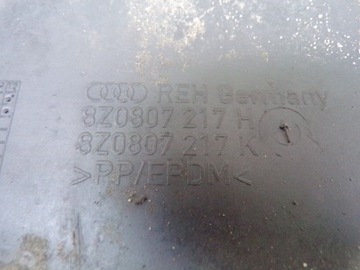 REH Germany
8Z0807 217 H
8Z0807 217 K
>PP/EPDM<